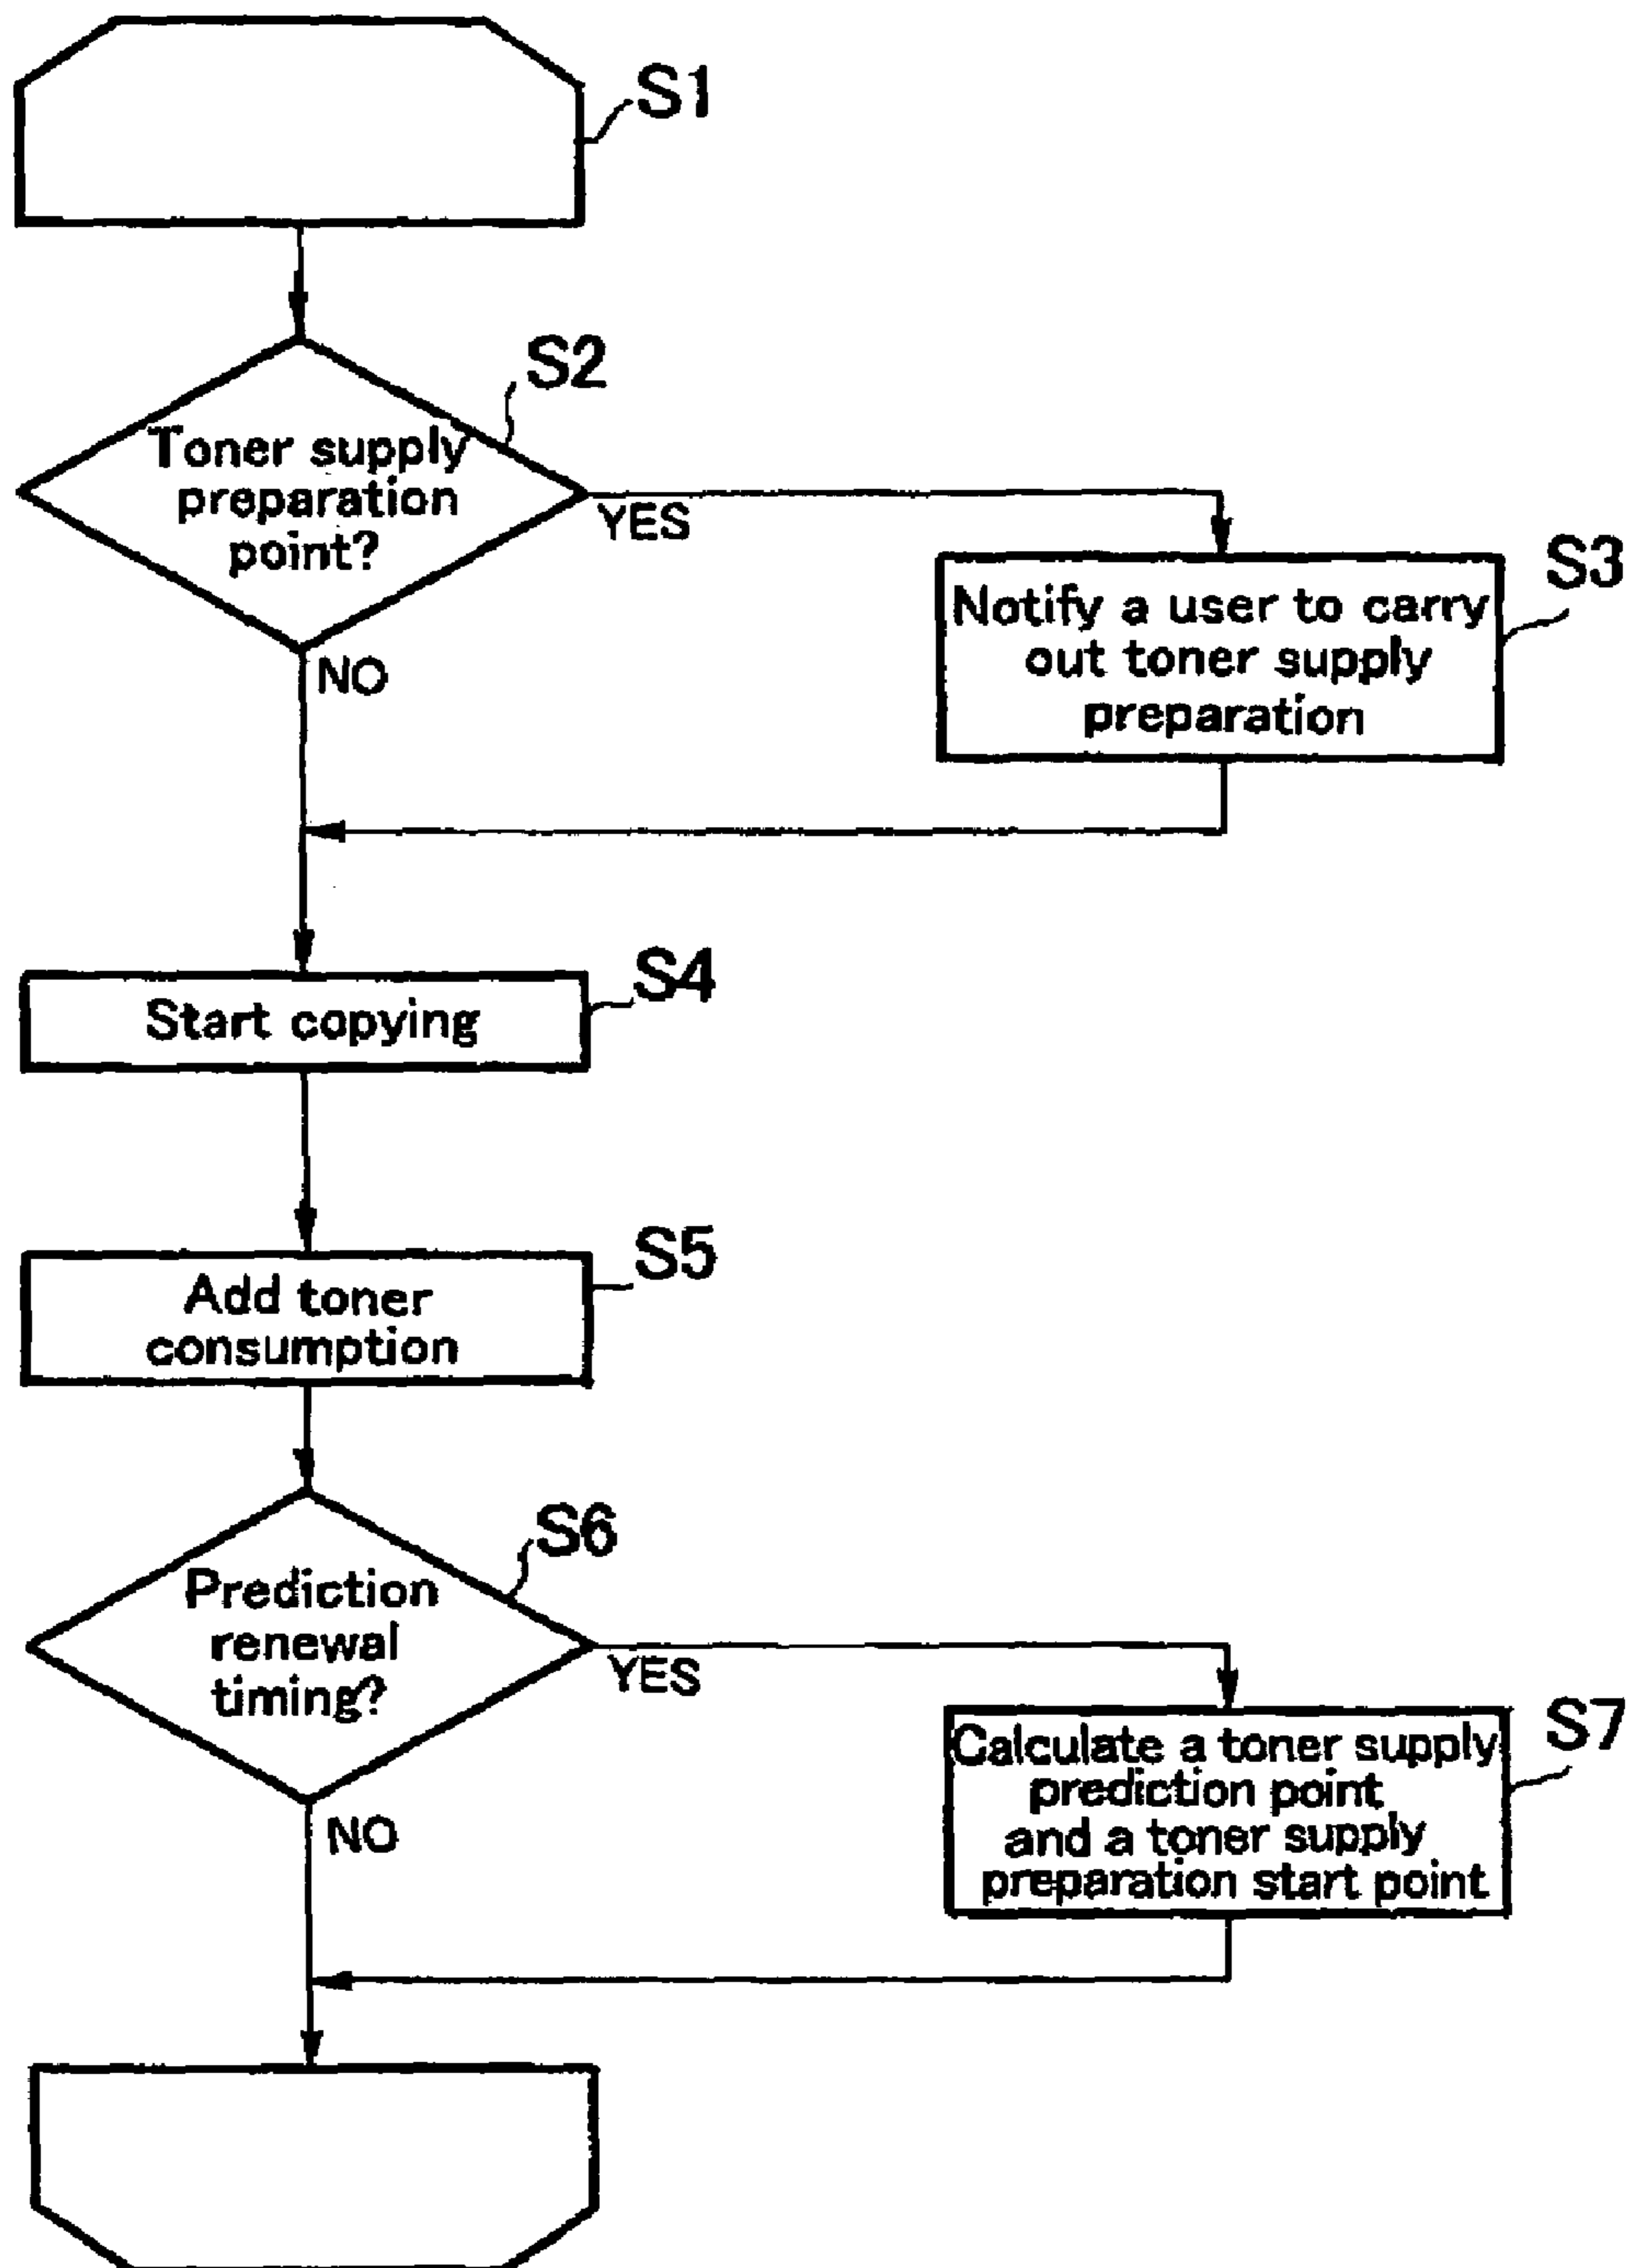 S1
S2
Toner supply
preparation
point?
YES
NO
S3
Notify a user to carry
out toner supply
preparation
S4
Start copying
S5
Add toner
consumption
S6
Prediction
renewal
timing?
YES
NO
S7
Calculate a toner supply
prediction point
and a toner supply
preparation start point